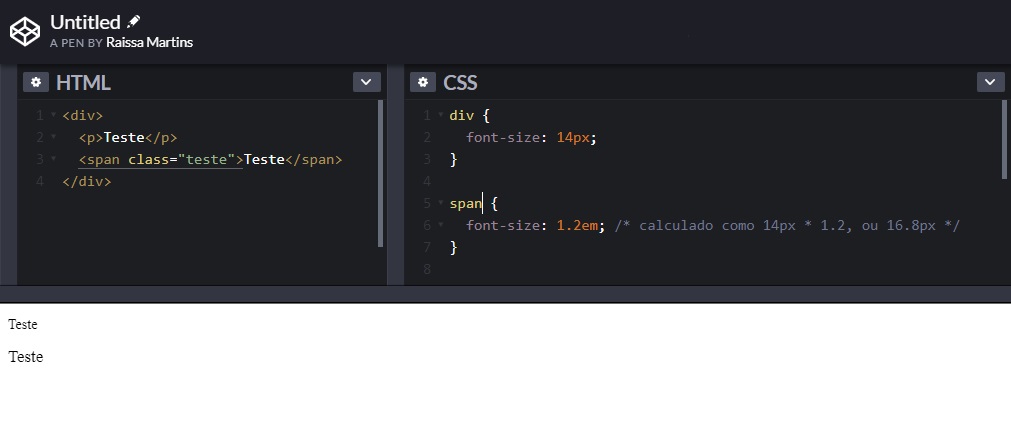 Untitled
A PEN BY Raissa Martins
HTML
1 <div>
2   <p>Teste</p>
3   <span class="teste">Teste</span>
4 </div>
CSS
1 div {
2   font-size: 14px;
3 }
4
5 span {
6   font-size: 1.2em; /* calculado como 14px * 1.2, ou 16.8px */
7 }
8
Teste
Teste